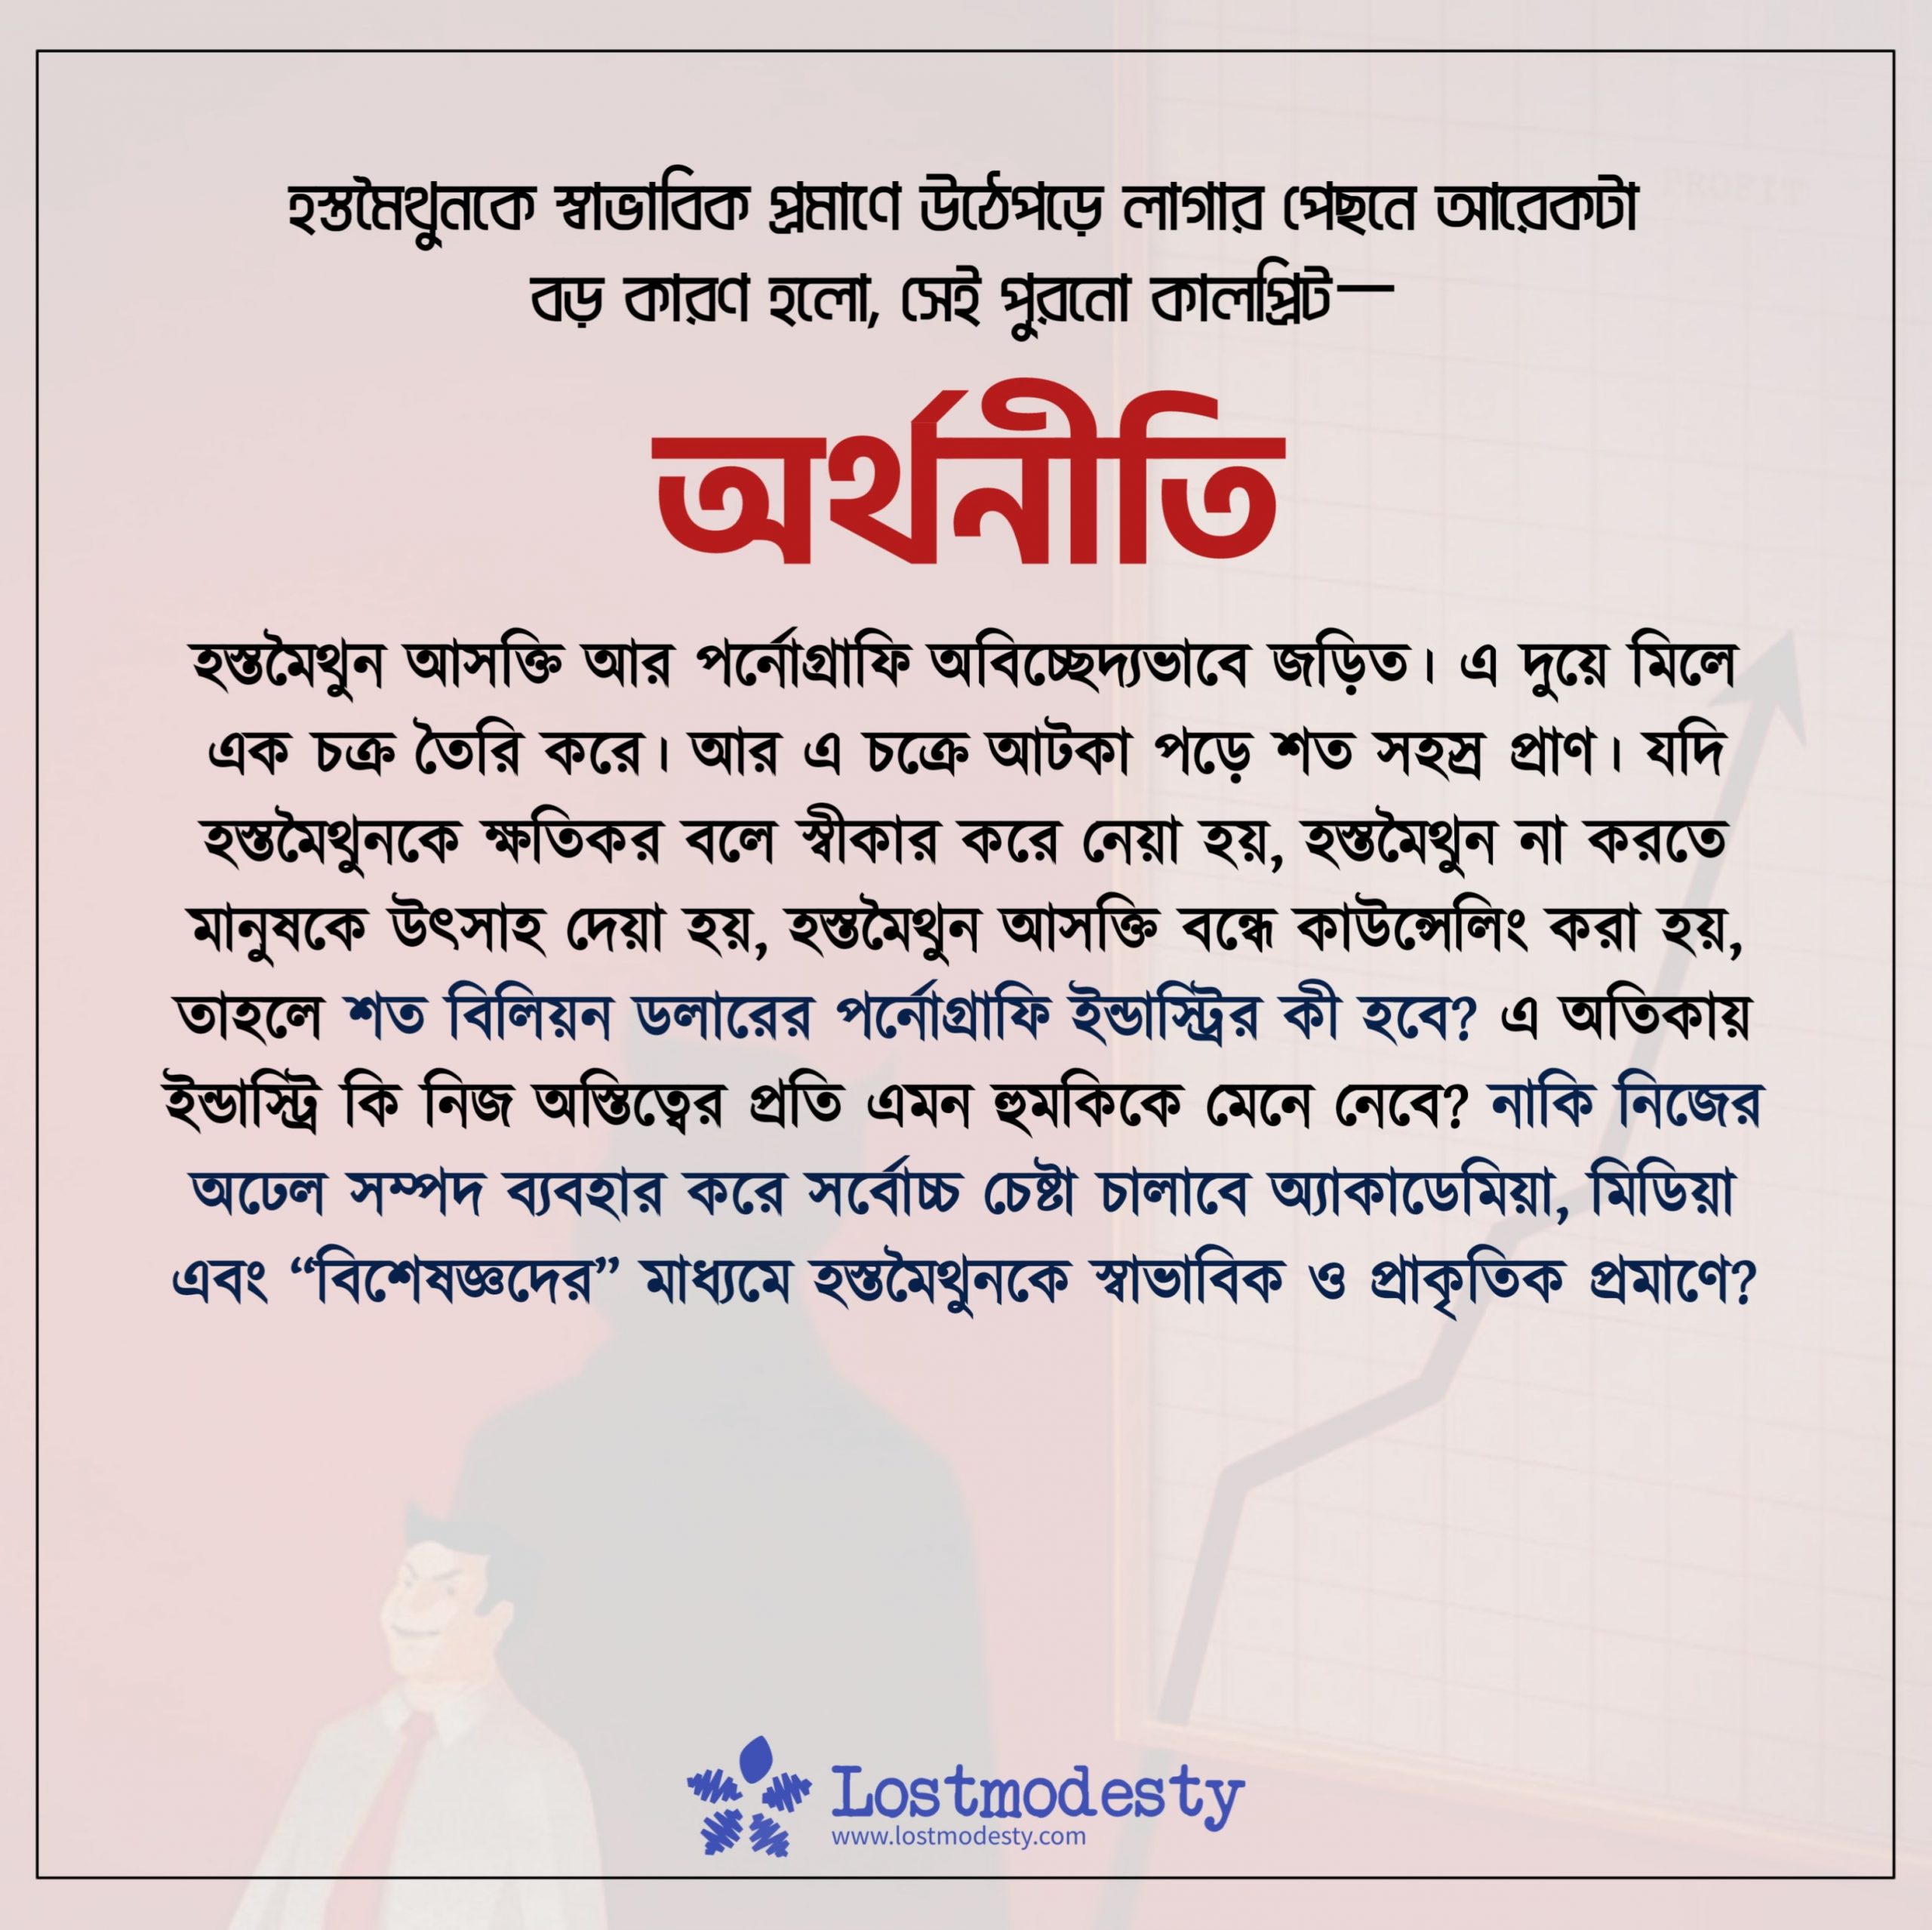 হস্তমৈথুনকে স্বাভাবিক প্রমাণে উঠেপড়ে লাগার পেছনে আরেকটা
বড় কারণ হলো, সেই পুরনো কালপ্রিট—
অর্থনীতি
হস্তমৈথুন আসক্তি আর পর্নোগ্রাফি অবিচ্ছেদ্যভাবে জড়িত। এ দুয়ে মিলে
এক চক্র তৈরি করে। আর এ চক্রে আটকা পড়ে শত সহস্র প্রাণ। যদি
হস্তমৈথুনকে ক্ষতিকর বলে স্বীকার করে নেয়া হয়, হস্তমৈথুন না করতে
মানুষকে উৎসাহ দেয়া হয়, হস্তমৈথুন আসক্তি বন্ধে কাউন্সেলিং করা হয়,
তাহলে শত বিলিয়ন ডলারের পর্নোগ্রাফি ইন্ডাস্ট্রির কী হবে? এ অতিকায়
ইন্ডাস্ট্রি কি নিজ অস্তিত্বের প্রতি এমন হুমকিকে মেনে নেবে? নাকি নিজের
অঢেল সম্পদ ব্যবহার করে সর্বোচ্চ চেষ্টা চালাবে অ্যাকাডেমিয়া, মিডিয়া
এবং “বিশেষজ্ঞদের” মাধ্যমে হস্তমৈথুনকে স্বাভাবিক ও প্রাকৃতিক প্রমাণে?
Lostmodesty
www.lostmodesty.com